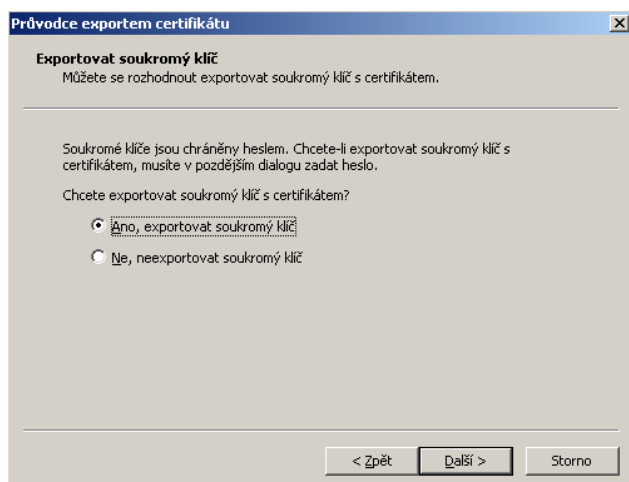 Průvodce exportem certifikátu
Exportovat soukromý klíč
Můžete se rozhodnout exportovat soukromý klíč s certifikátem.
Soukromé klíče jsou chráněny heslem. Chcete-li exportovat soukromý klíč s
certifikátem, musíte v pozdějším dialogu zadat heslo.
Chcete exportovat soukromý klíč s certifikátem?
Ano, exportovat soukromý klíč
Ne, neexportovat soukromý klíč
< Zpět
Další >
Storno